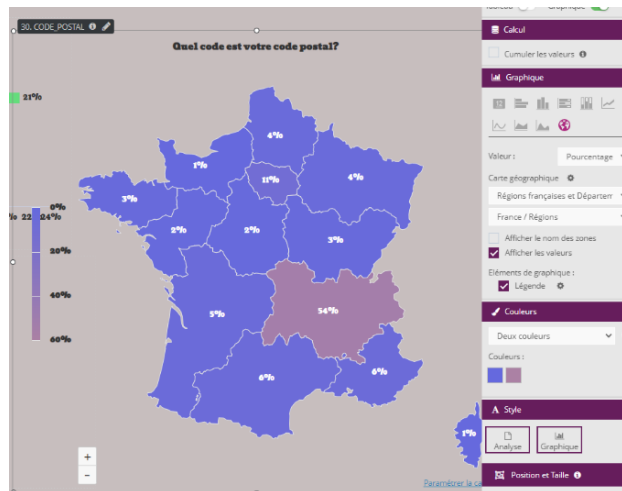 30. CODE_POSTAL
Quel code est votre code postal?
21%
4%
1%
11%
4%
3%
0%
24%
2%
2%
3%
20%
40%
5%
54%
60%
6%
6%
1%
+
-
Paramétrer la ca
Graphique
Calcul
Cumuler les valeurs
Graphique
Valeur :
Pourcentage
Carte géographique
Régions françaises et Départem
France / Régions
Afficher le nom des zones
Afficher les valeurs
Eléments de graphique :
Légende
Couleurs
Deux couleurs
Couleurs :
A Style
Analyse
Graphique
Position et Taille